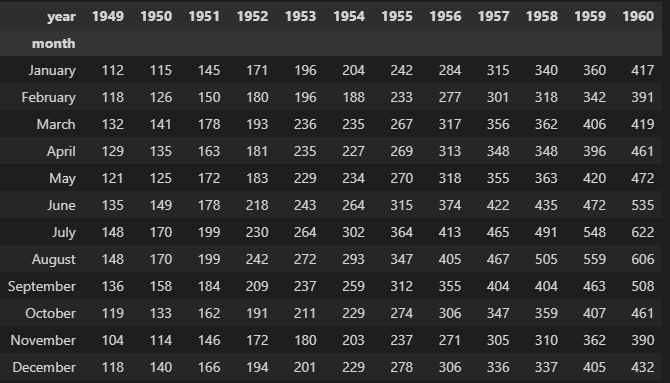 year 1949 1950 1951 1952 1953 1954 1955 1956 1957 1958 1959 1960
month
January 112 115 145 171 196 204 242 284 315 340 360 417
February 118 126 150 180 196 188 233 277 301 318 342 391
March 132 141 178 193 236 235 267 317 356 362 406 419
April 129 135 163 181 235 227 269 313 348 348 396 461
May 121 125 172 183 229 234 270 318 355 363 420 472
June 135 149 178 218 243 264 315 374 422 435 472 535
July 148 170 199 230 264 302 364 413 465 491 548 622
August 148 170 199 242 272 293 347 405 467 505 559 606
September 136 158 184 209 237 259 312 355 404 404 463 508
October 119 133 162 191 211 229 274 306 347 359 407 461
November 104 114 146 172 180 203 237 271 305 310 362 390
December 118 140 166 194 201 229 278 306 336 337 405 432